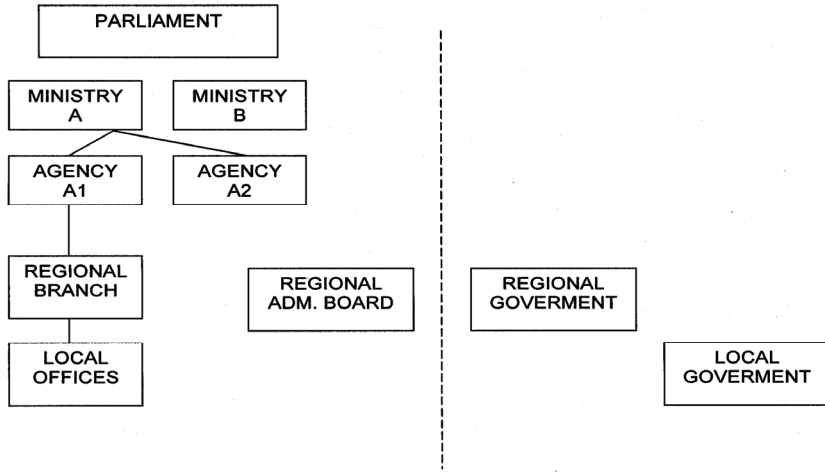 PARLIAMENT
MINISTRY
A
MINISTRY
B
AGENCY
A1
AGENCY
A2
REGIONAL
BRANCH
REGIONAL
ADM. BOARD
REGIONAL
GOVERMENT
LOCAL
OFFICES
LOCAL
GOVERMENT